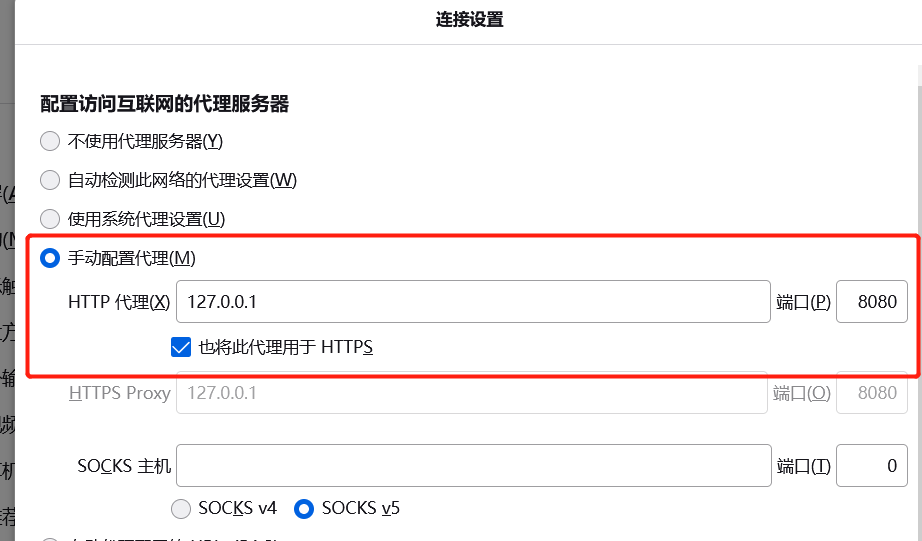 连接设置
配置访问互联网的代理服务器
不使用代理服务器(Y)
自动检测此网络的代理设置(W)
使用系统代理设置(U)
手动配置代理(M)
HTTP 代理(X) 127.0.0.1 端口(P) 8080
也将此代理用于 HTTPS
HTTPS Proxy 127.0.0.1 端口(O) 8080
SOCKS 主机 端口(T) 0
SOCKS v4 SOCKS v5